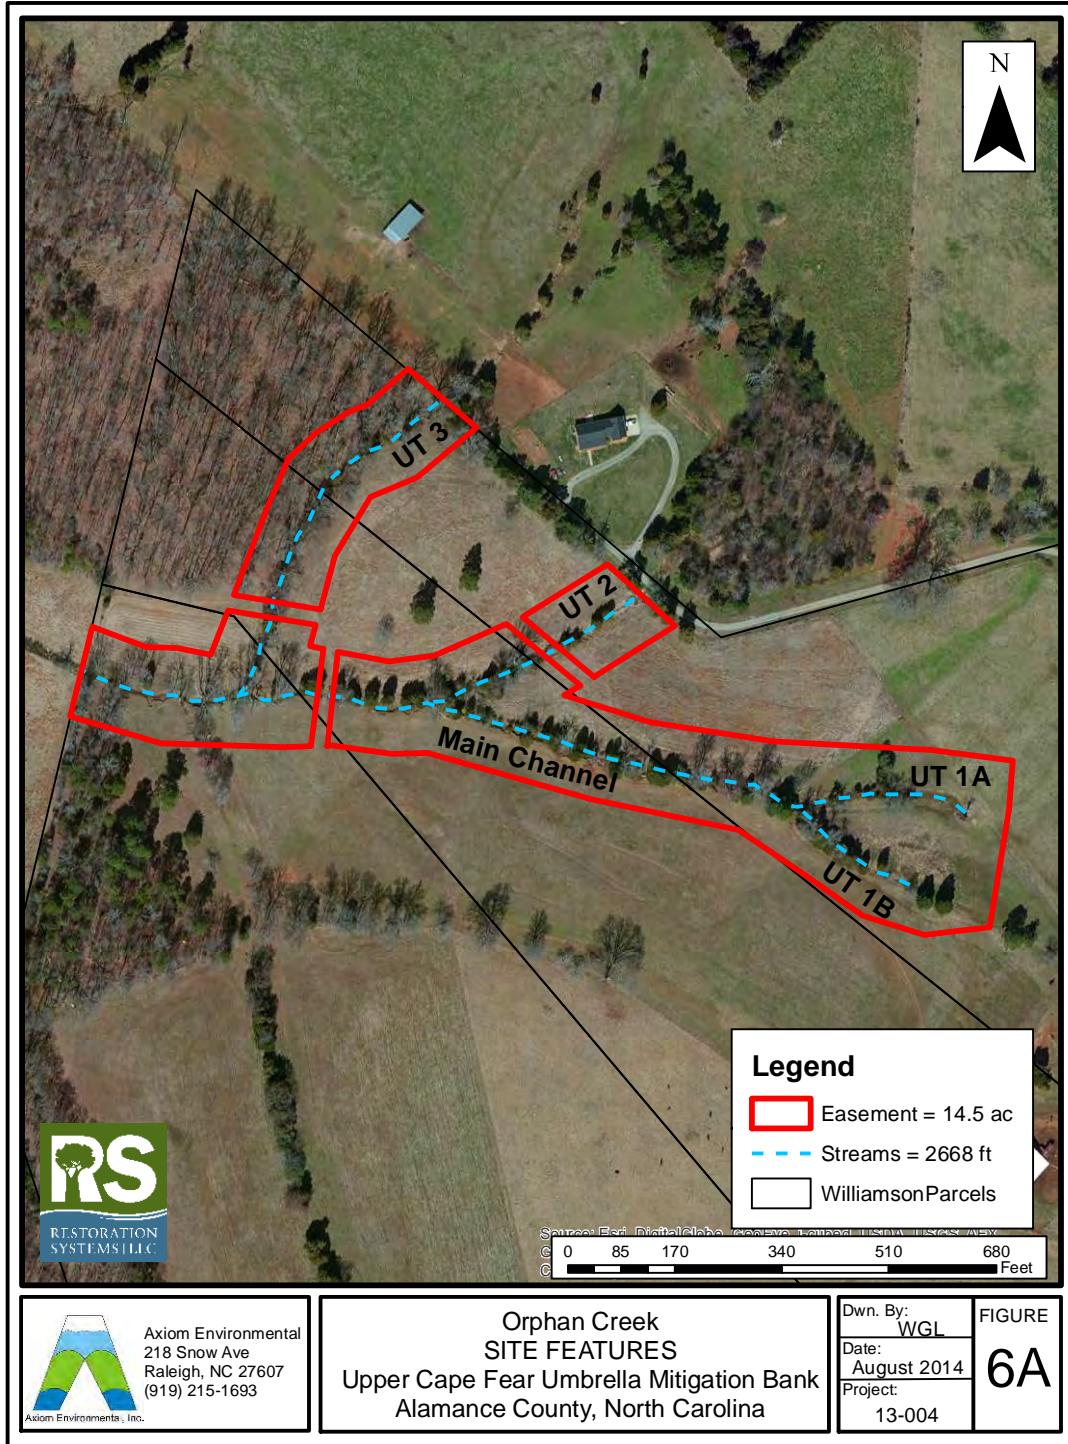 N
UT 3
UT 2
Main Channel
UT 1A
UT 1B
Legend
Easement = 14.5 ac
Streams = 2668 ft
WilliamsonParcels
0 85 170 340 510 680
Feet
RS
RESTORATION
SYSTEMS | LLC
Axiom Environmental, Inc.
Axiom Environmental
218 Snow Ave
Raleigh, NC 27607
(919) 215-1693
Orphan Creek
SITE FEATURES
Upper Cape Fear Umbrella Mitigation Bank
Alamance County, North Carolina
Dwn. By:
WGL
Date:
August 2014
Project:
13-004
FIGURE
6A